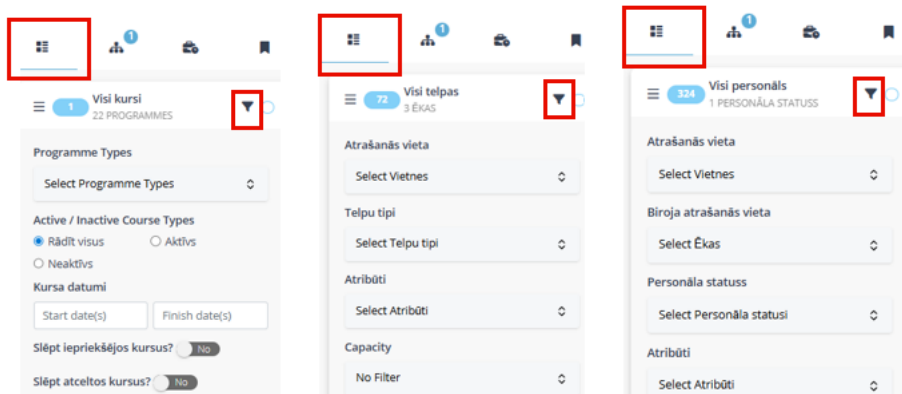 1
1
Visi kursi
22 PROGRAMMES
Programme Types
Select Programme Types
Active / Inactive Course Types
Rādīt visus
Aktīvs
Neaktīvs
Kursa datumi
Start date(s)
Finish date(s)
Slēpt iepriekšējos kursus?
No
Slēpt atceltos kursus?
No
0
72
Visi telpas
3 ĒKAS
Atrašanās vieta
Select Vietnes
Telpu tipi
Select Telpu tipi
Atribūti
Select Atribūti
Capacity
No Filter
0
324
Visi personāls
1 PERSONĀLA STATUSS
Atrašanās vieta
Select Vietnes
Biroja atrašanās vieta
Select Ēkas
Personāla statuss
Select Personāla statusi
Atribūti
Select Atribūti